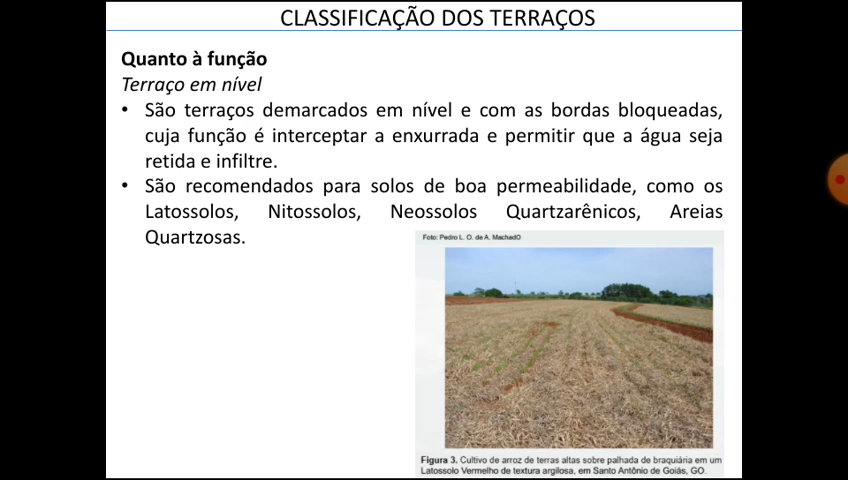 CLASSIFICAÇÃO DOS TERRAÇOS
Quanto à função
Terraço em nível
• São terraços demarcados em nível e com as bordas bloqueadas,
cuja função é interceptar a enxurrada e permitir que a água seja
retida e infiltre.
• São recomendados para solos de boa permeabilidade, como os
Latossolos, Nitossolos, Neossolos Quartzarênicos, Areias
Quartzosas.
Foto: Pedro L. O. de A. MachadO
Figura 3. Cultivo de arroz de terras altas sobre palhada de braquiária em um
Latossolo Vermelho de textura argilosa, em Santo Antônio de Goiás, GO.